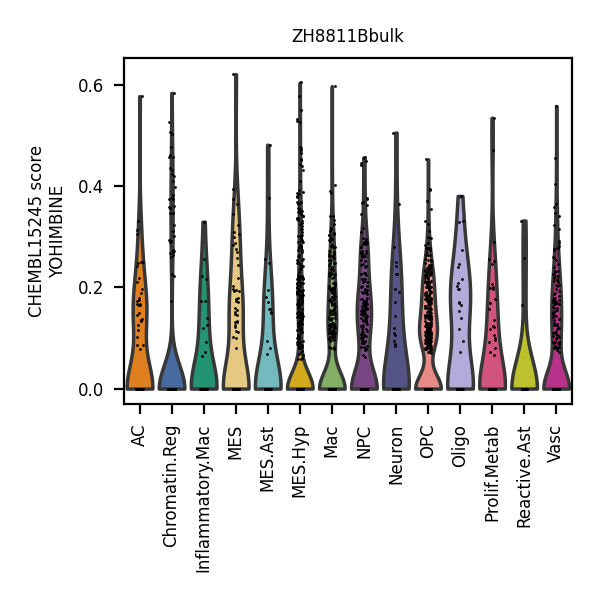 ZH8811Bbulk
CHEMBL15245 score
YOHIMBINE
0.6
0.4
0.2
0.0
AC
Chromatin.Reg
Inflammatory.Mac
MES
MES.Ast
MES.Hyp
Mac
NPC
Neuron
OPC
Oligo
Prolif.Metab
Reactive.Ast
Vasc